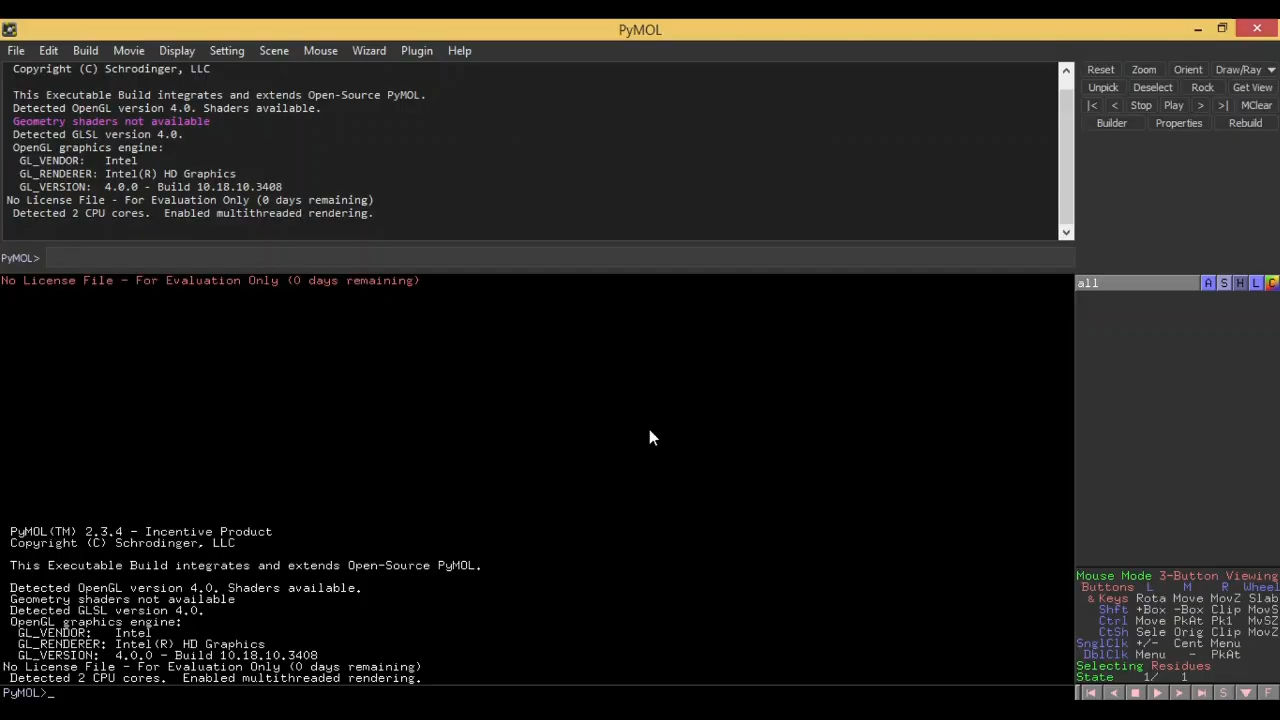 PyMOL
File Edit Build Movie Display Setting Scene Mouse Wizard Plugin Help
Copyright (C) Schrodinger, LLC
This Executable Build integrates and extends Open-Source PyMOL.
Detected OpenGL version 4.0. Shaders available.
Geometry shaders not available
Detected GLSL version 4.0.
OpenGL graphics engine:
GL_VENDOR: Intel
GL_RENDERER: Intel(R) HD Graphics
GL_VERSION: 4.0.0 - Build 10.18.10.3408
No License File - For Evaluation Only (0 days remaining)
Detected 2 CPU cores. Enabled multithreaded rendering.
PyMOL>
Reset Zoom Orient Draw/Ray
Unpick Deselect Rock Get View
|< < Stop Play > >| MClear
Builder Properties Rebuild
No License File - For Evaluation Only (0 days remaining)
all A S H L C
PyMOL(TM) 2.3.4 - Incentive Product
Copyright (C) Schrodinger, LLC
This Executable Build integrates and extends Open-Source PyMOL.
Detected OpenGL version 4.0. Shaders available.
Geometry shaders not available
Detected GLSL version 4.0.
OpenGL graphics engine:
GL_VENDOR: Intel
GL_RENDERER: Intel(R) HD Graphics
GL_VERSION: 4.0.0 - Build 10.18.10.3408
No License File - For Evaluation Only (0 days remaining)
Detected 2 CPU cores. Enabled multithreaded rendering.
PyMOL>_
Mouse Mode 3-Button Viewing
Buttons L M R Wheel
& Keys Rota Move MovZ Slab
Shft +Box -Box Clip MovS
Ctrl Move PkAt Pk1 MvSZ
CtSh Sele Orig Clip MovZ
SnglClk +/- Cent Menu
DblClk Menu - PkAt
Selecting Residues
State 1/ 1
S F